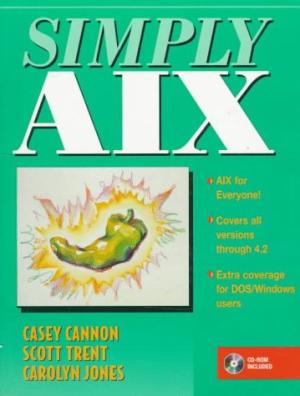 SIMPLY
AIX
AIX for
Everyone!
Covers all
versions
through 4.2
Extra coverage
for DOS/Windows
users
CASEY CANNON
SCOTT TRENT
CAROLYN JONES
CD-ROM
INCLUDED